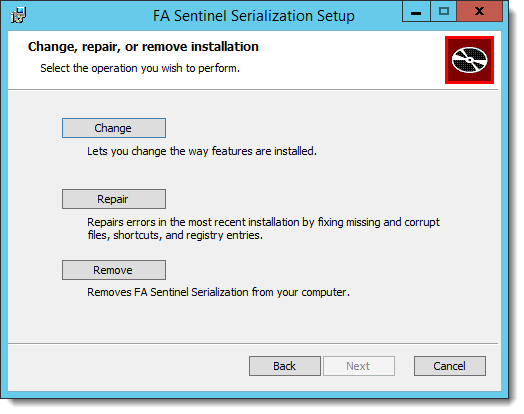 FA Sentinel Serialization Setup
Change, repair, or remove installation
Select the operation you wish to perform.
Change
Lets you change the way features are installed.
Repair
Repairs errors in the most recent installation by fixing missing and corrupt
files, shortcuts, and registry entries.
Remove
Removes FA Sentinel Serialization from your computer.
Back
Next
Cancel